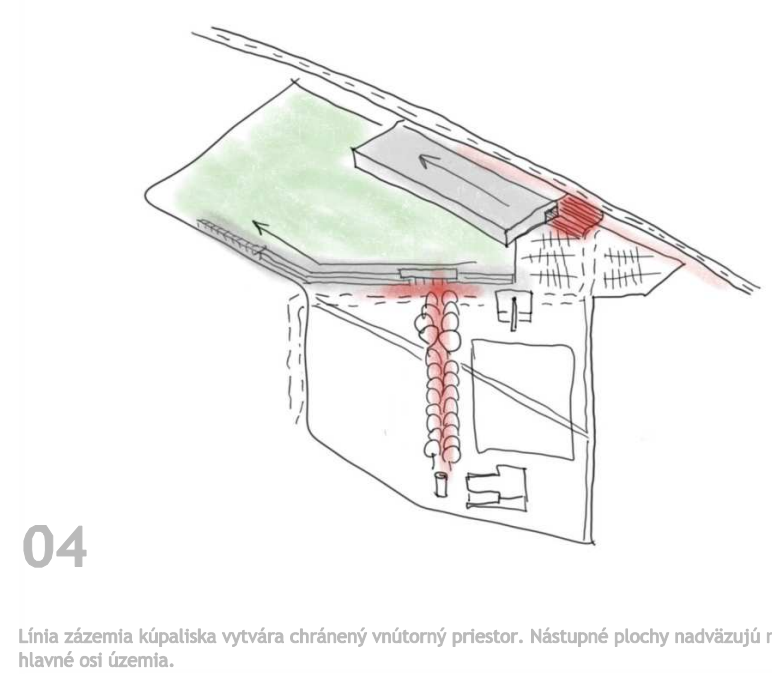 04
Línia zázemia kúpaliska vytvára chránený vnútorný priestor. Nástupné plochy nadväzujú
hlavné osi územia.